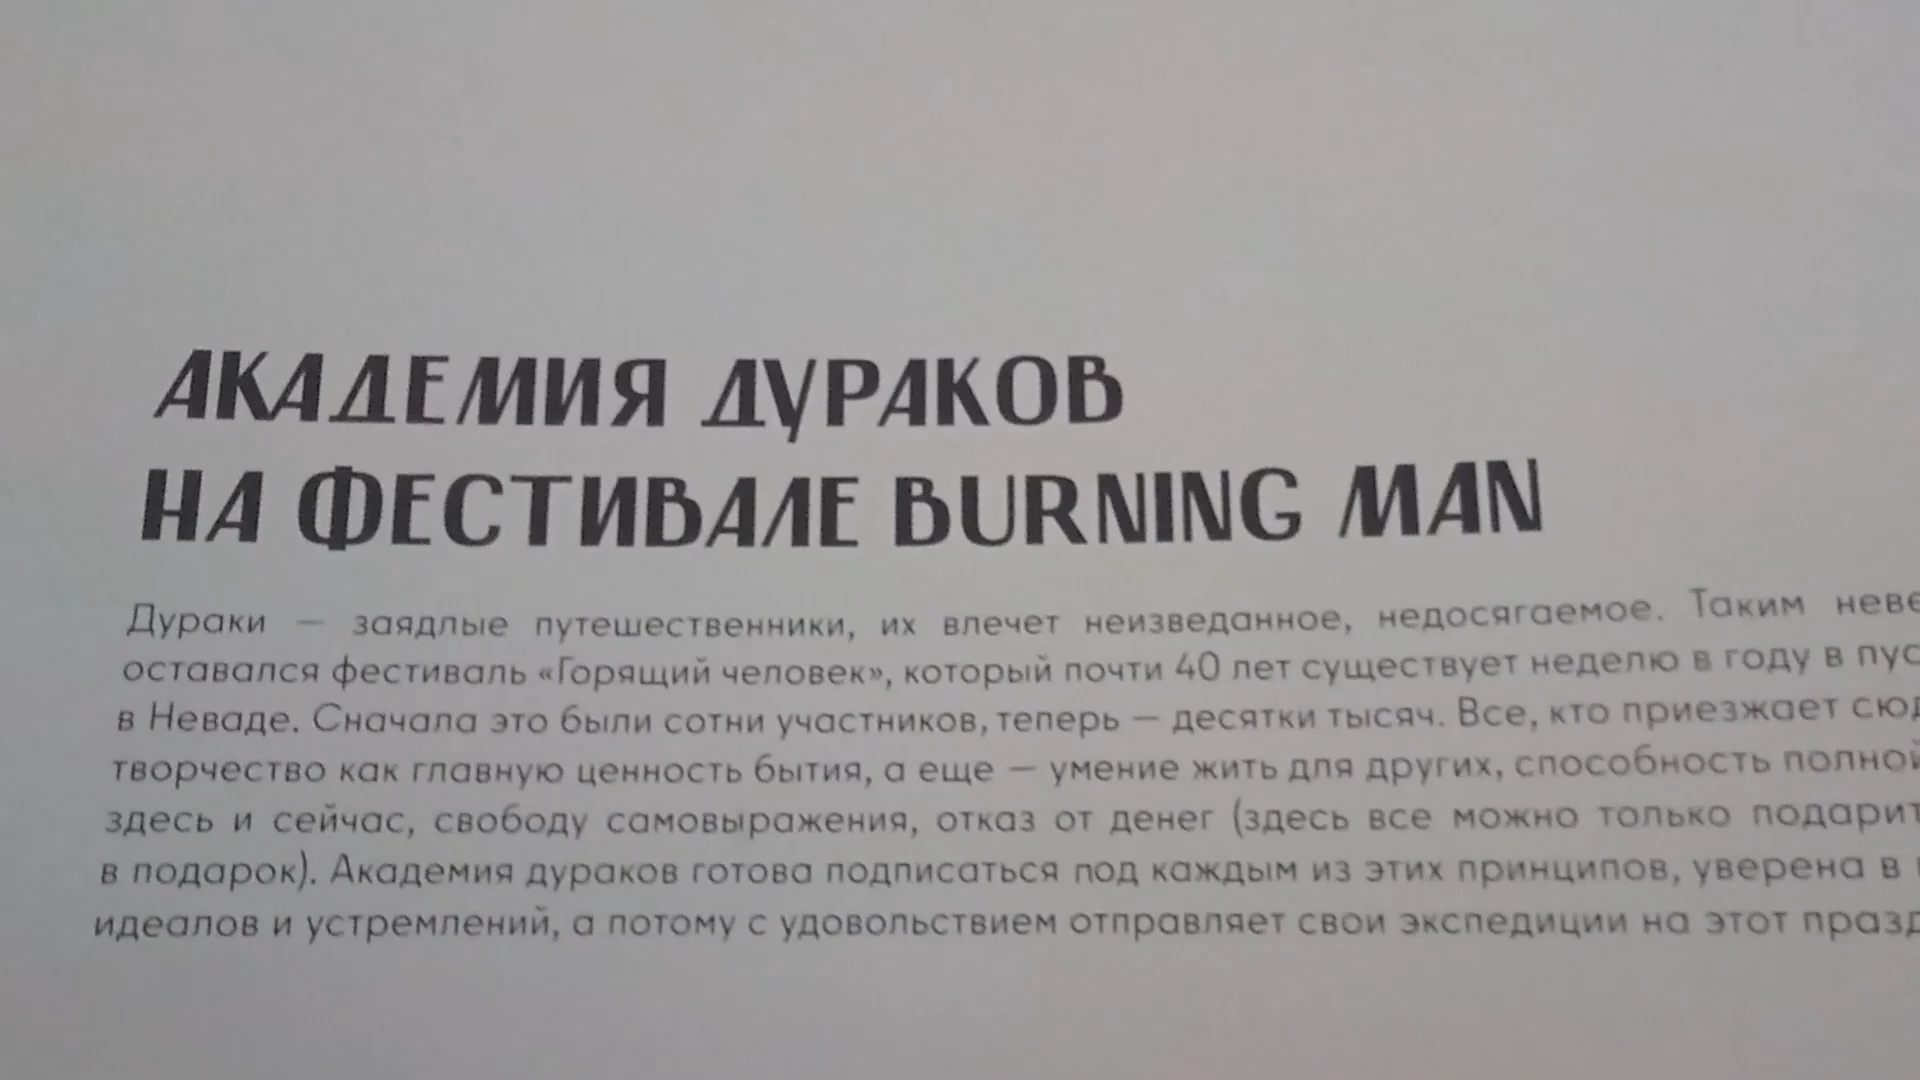 АКАДЕМИЯ ДУРАКОВ
НА ФЕСТИВАЛЕ BURNING MAN
Дураки — заядлые путешественники, их влечет неизведанное, недосягаемое. Таким
оставался фестиваль «Горящий человек», который почти 40 лет существует неделю в году в
в Неваде. Сначала это были сотни участников, теперь — десятки тысяч. Все, кто приезжает
творчество как главную ценность бытия, а еще — умение жить для других, способность
здесь и сейчас, свободу самовыражения, отказ от денег (здесь все можно только
в подарок). Академия дураков готова подписаться под каждым из этих принципов, уверена в
идеалов и устремлений, а потому с удовольствием отправляет свои экспедиции на этот